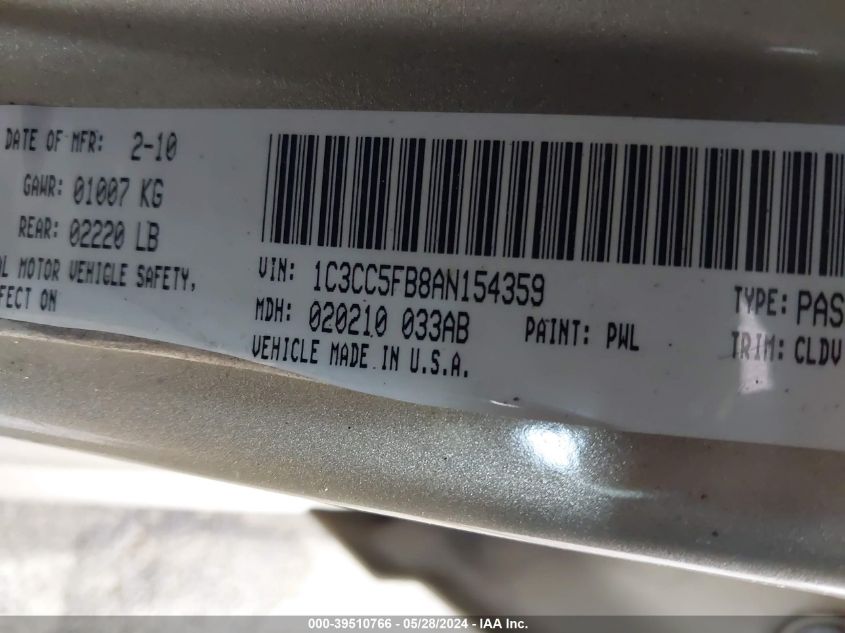 DATE OF MFR: 2-10
GAWR: 01007 KG
REAR: 02220 LB
MOTOR VEHICLE SAFETY,
ON
VIN: 1C3CC5FB8AN154359
MDH: 020210 033AB
VEHICLE MADE IN U.S.A.
PAINT: PWL
TYPE: PAS
TRIM: CLDV
000-39510766 - 05/28/2024 - IAAI - IAA Inc.